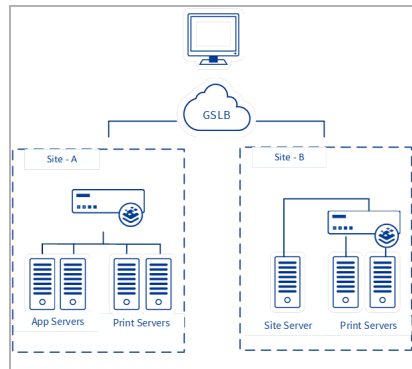 GSLB
Site - A
Site - B
App Servers
Print Servers
Site Server
Print Servers